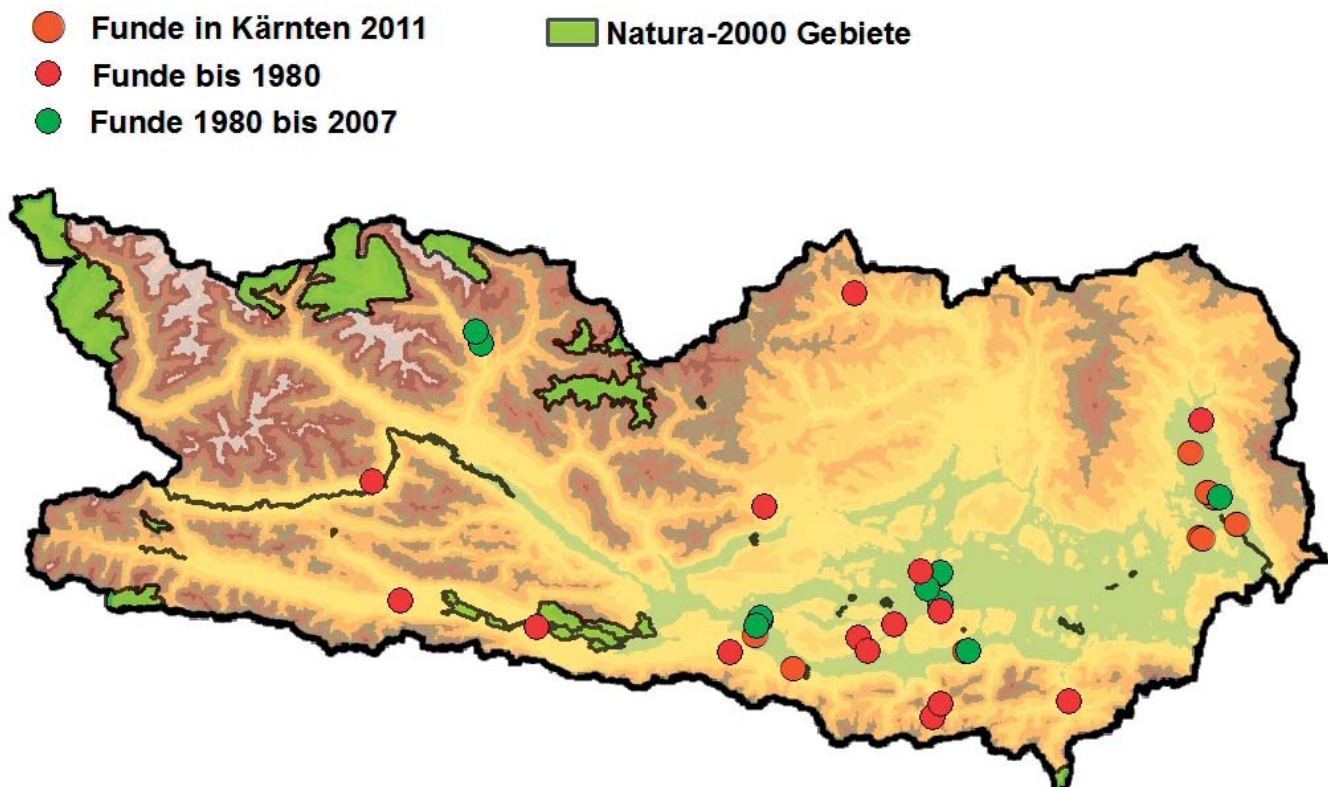 Funde in Kärnten 2011
Natura-2000 Gebiete
Funde bis 1980
Funde 1980 bis 2007